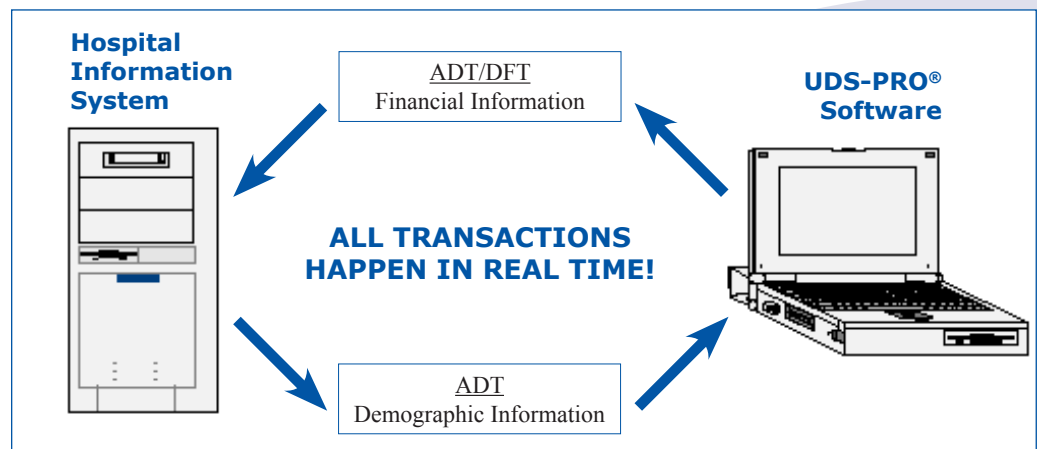 Hospital
Information
System
ADT/DFT
Financial Information
UDS-PRO®
Software
ALL TRANSACTIONS
HAPPEN IN REAL TIME!
ADT
Demographic Information